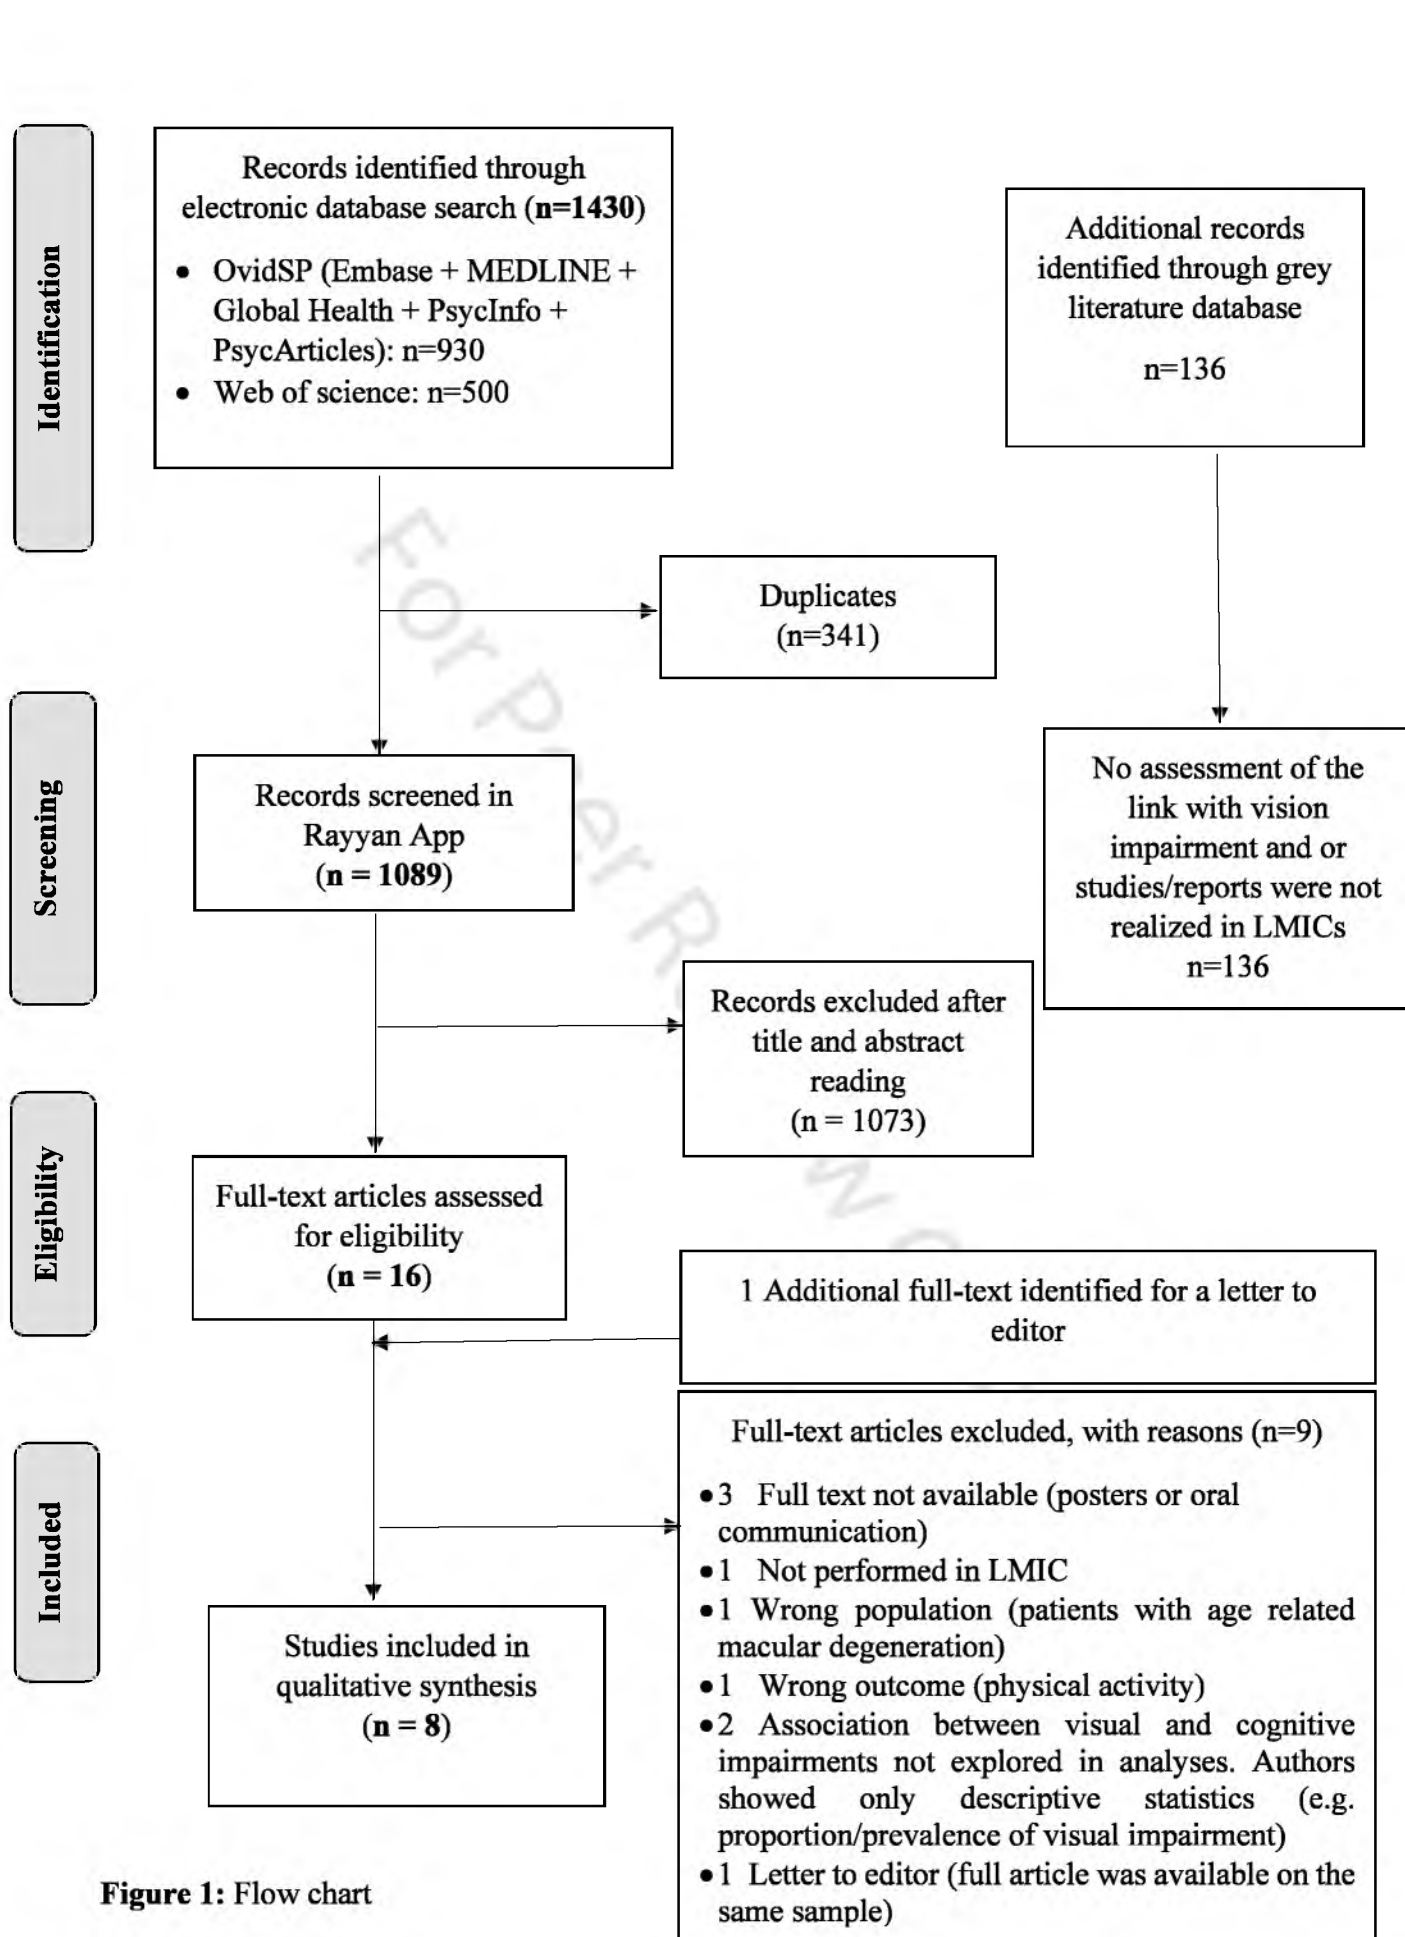 Identification
Records identified through
electronic database search (n=1430)
• OvidSP (Embase + MEDLINE +
Global Health + PsycInfo +
PsycArticles): n=930
• Web of science: n=500
Additional records
identified through grey
literature database
n=136
Duplicates
(n=341)
Screening
Records screened in
Rayyan App
(n = 1089)
No assessment of the
link with vision
impairment and or
studies/reports were not
realized in LMICs
n=136
Records excluded after
title and abstract
reading
(n = 1073)
Eligibility
Full-text articles assessed
for eligibility
(n = 16)
1 Additional full-text identified for a letter to
editor
Included
Full-text articles excluded, with reasons (n=9)
• 3 Full text not available (posters or oral
communication)
• 1 Not performed in LMIC
• 1 Wrong population (patients with age related
macular degeneration)
• 1 Wrong outcome (physical activity)
• 2 Association between visual and cognitive
impairments not explored in analyses. Authors
showed only descriptive statistics (e.g.
proportion/prevalence of visual impairment)
• 1 Letter to editor (full article was available on the
same sample)
Studies included in
qualitative synthesis
(n = 8)
Figure 1: Flow chart
For Peer